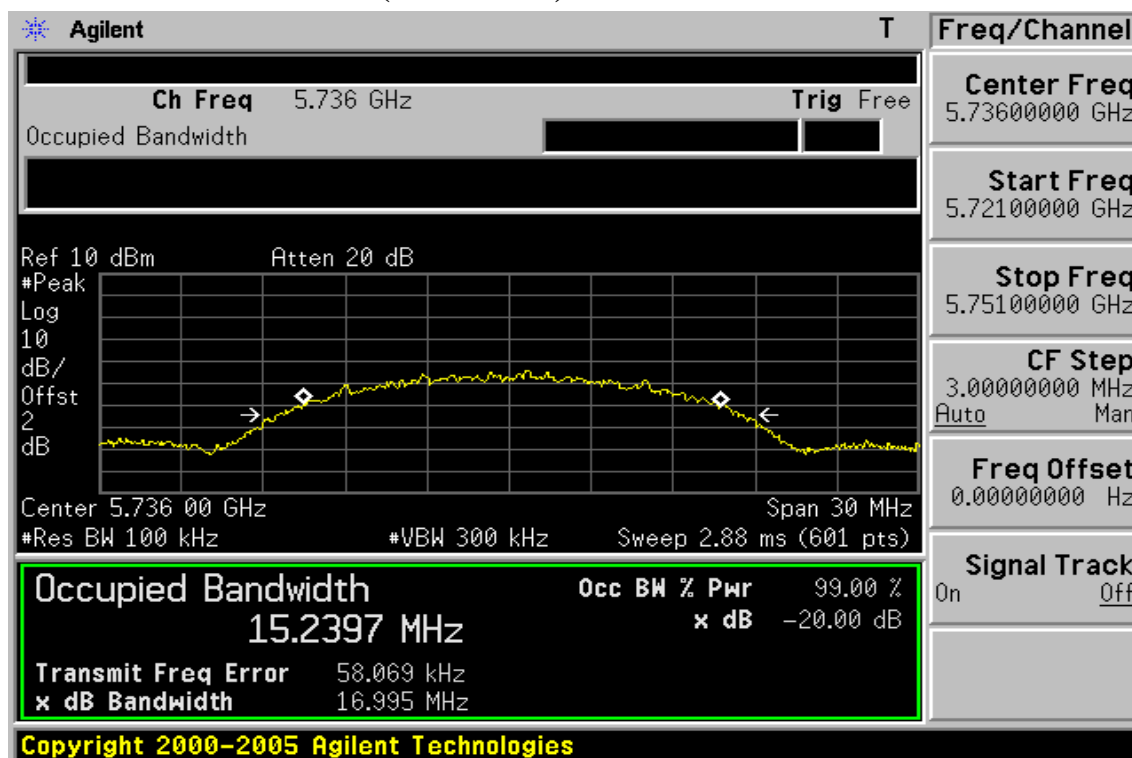 Agilent T
Ch Freq 5.736 GHz Trig Free
Occupied Bandwidth
Ref 10 dBm Atten 20 dB
#Peak
Log
10
dB/
Offst
2
dB
Center 5.736 00 GHz Span 30 MHz
#Res BW 100 kHz #VBW 300 kHz Sweep 2.88 ms (601 pts)
Occupied Bandwidth Occ BW % Pwr 99.00 %
15.2397 MHz x dB -20.00 dB
Transmit Freq Error 58.069 kHz
x dB Bandwidth 16.995 MHz
Copyright 2000-2005 Agilent Technologies
Freq/Channel
Center Freq
5.73600000 GHz
Start Freq
5.72100000 GHz
Stop Freq
5.75100000 GHz
CF Step
3.00000000 MHz
Auto Man
Freq Offset
0.00000000 Hz
Signal Track
On Off